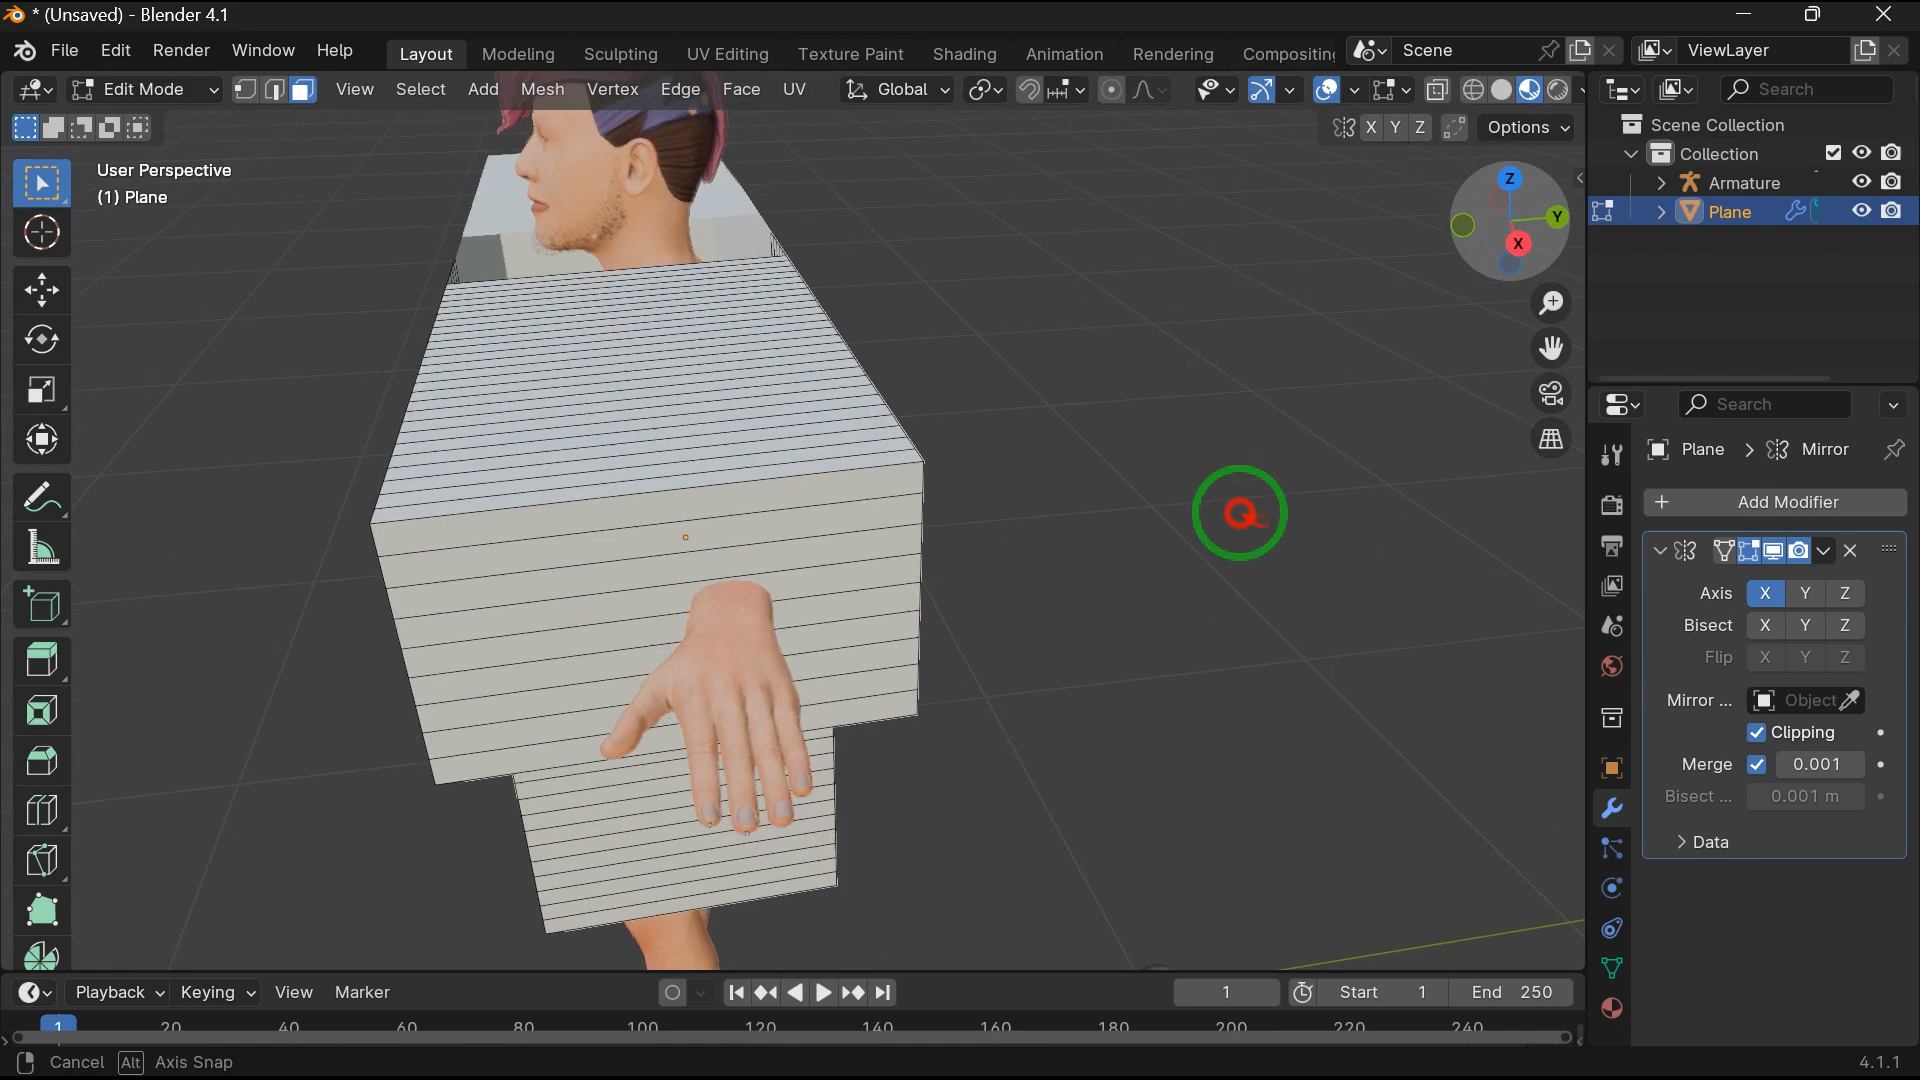 * (Unsaved) - Blender 4.1
File Edit Render Window Help
Layout Modeling Sculpting UV Editing Texture Paint Shading Animation Rendering Compositin
Scene
ViewLayer
Edit Mode
View Select Add Mesh Vertex Edge Face UV
Global
Search
X Y Z
Options
Scene Collection
Collection
Armature
Plane
User Perspective
(1) Plane
Z
Y
X
Search
Plane > Mirror
+ Add Modifier
Axis X Y Z
Bisect X Y Z
Flip X Y Z
Mirror ... Object
Clipping
Merge 0.001
Bisect ... 0.001 m
Data
Playback Keying View Marker
1
Start 1
End 250
1 20 40 60 80 100 120 140 160 180 200 220 240
Cancel Alt Axis Snap
4.1.1